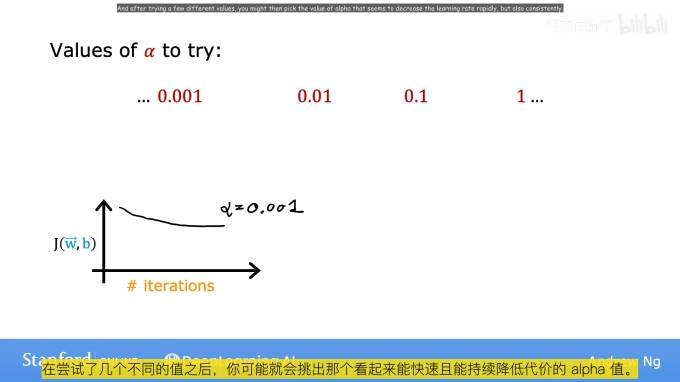 And after trying a few different values, you might then pick the value of alpha that seems to decrease the learning rate rapidly, but also consistently.
bilibili
Values of α to try:
... 0.001 0.01 0.1 1 ...
α=0.001
J(w⃗, b)
# iterations
Stanford DeepLearning.AI Andrew Ng
在尝试了几个不同的值之后，你可能就会挑出那个看起来能快速且能持续降低代价的 alpha 值。